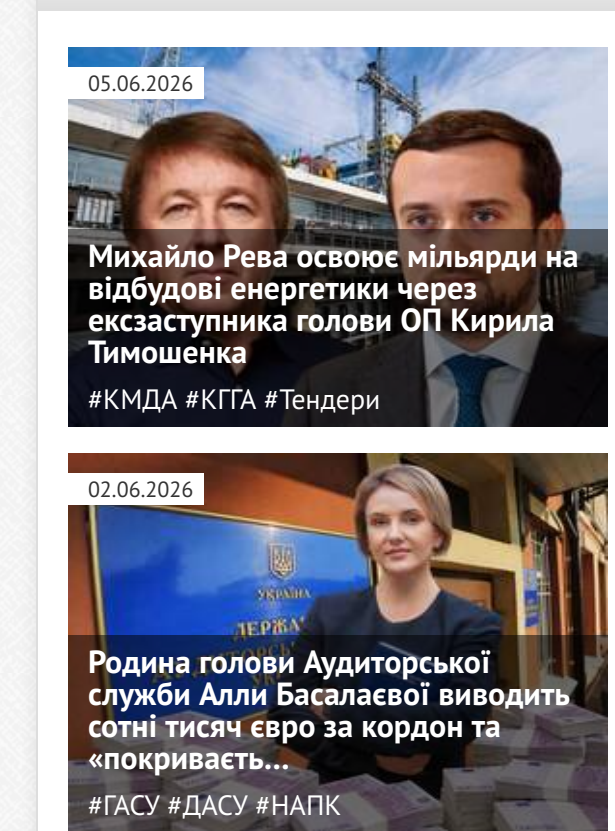 05.06.2026
Михайло Рева освоює мільярди на
відбудові енергетики через
ексзаступника голови ОП Кирила
Тимошенка
#КМДА #КГГА #Тендери
02.06.2026
УКРАЇНА
Родина голови Аудиторської
служби Алли Басалаєвої виводить
сотні тисяч євро за кордон та
«покриваєть...
#ГАСУ #ДАСУ #НАПК